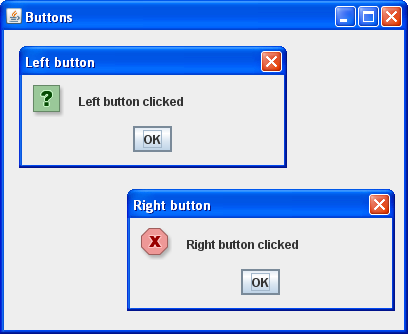 Buttons
Left button
?
Left button clicked
OK
Right button
X
Right button clicked
OK